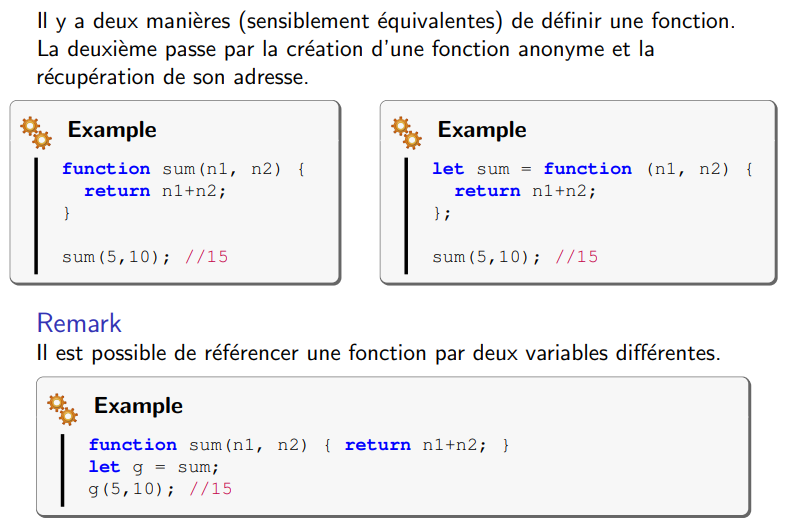 Il y a deux manières (sensiblement équivalentes) de définir une fonction.
La deuxième passe par la création d'une fonction anonyme et la
récupération de son adresse.
Example
function sum(n1, n2) {
  return n1+n2;
}
sum(5,10); //15
Example
let sum = function (n1, n2) {
  return n1+n2;
};
sum(5,10); //15
Remark
Il est possible de référencer une fonction par deux variables différentes.
Example
function sum(n1, n2) { return n1+n2; }
let g = sum;
g(5,10); //15